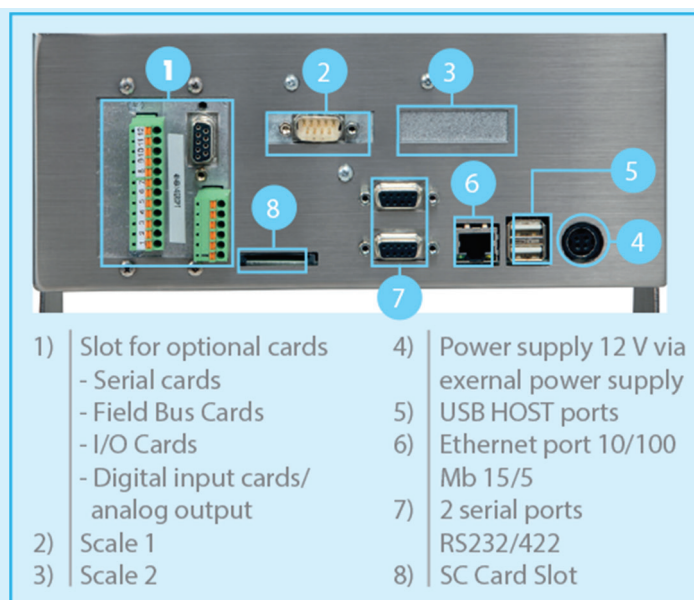 1
2
3
8
6
5
4
7
1) Slot for optional cards
- Serial cards
- Field Bus Cards
- I/O Cards
- Digital input cards/
analog output
2) Scale 1
3) Scale 2
4) Power supply 12 V via
exernal power supply
5) USB HOST ports
6) Ethernet port 10/100
Mb 15/5
7) 2 serial ports
RS232/422
8) SC Card Slot